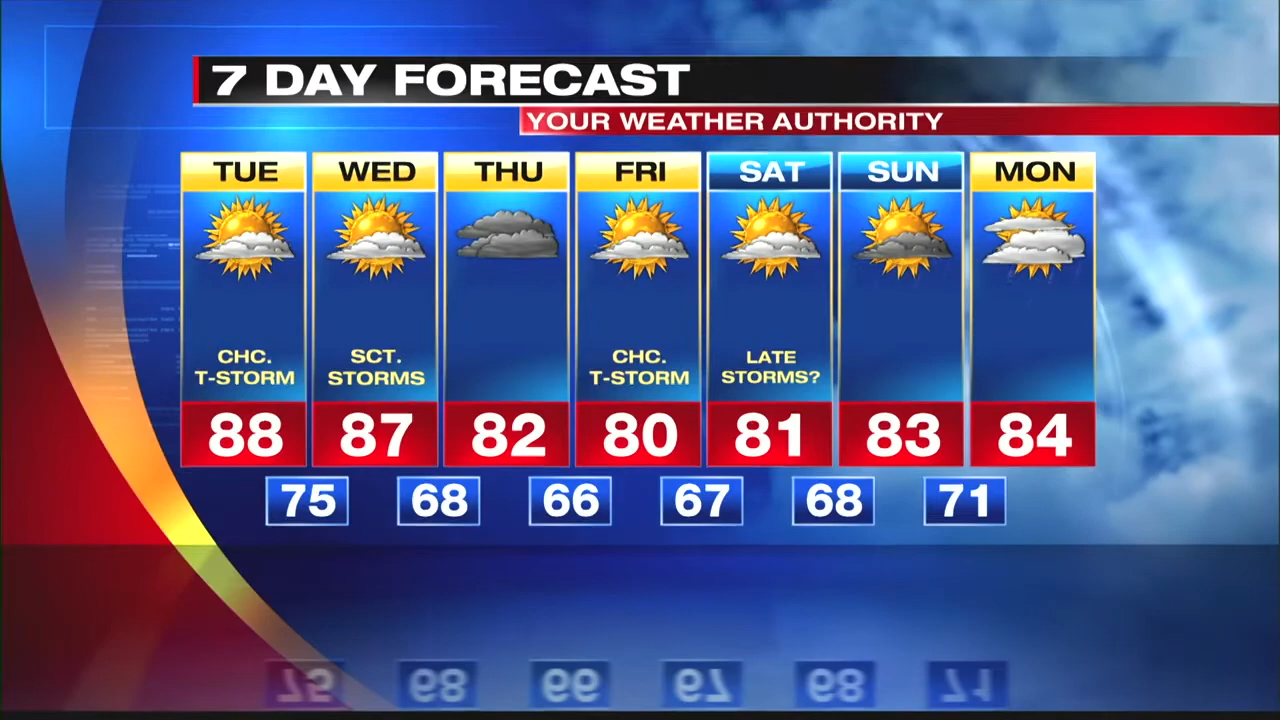 7 DAY FORECAST
YOUR WEATHER AUTHORITY
TUE WED THU FRI SAT SUN MON
CHC. SCT. CHC. LATE
T-STORM STORMS T-STORM STORMS?
88 87 82 80 81 83 84
75 68 66 67 68 71